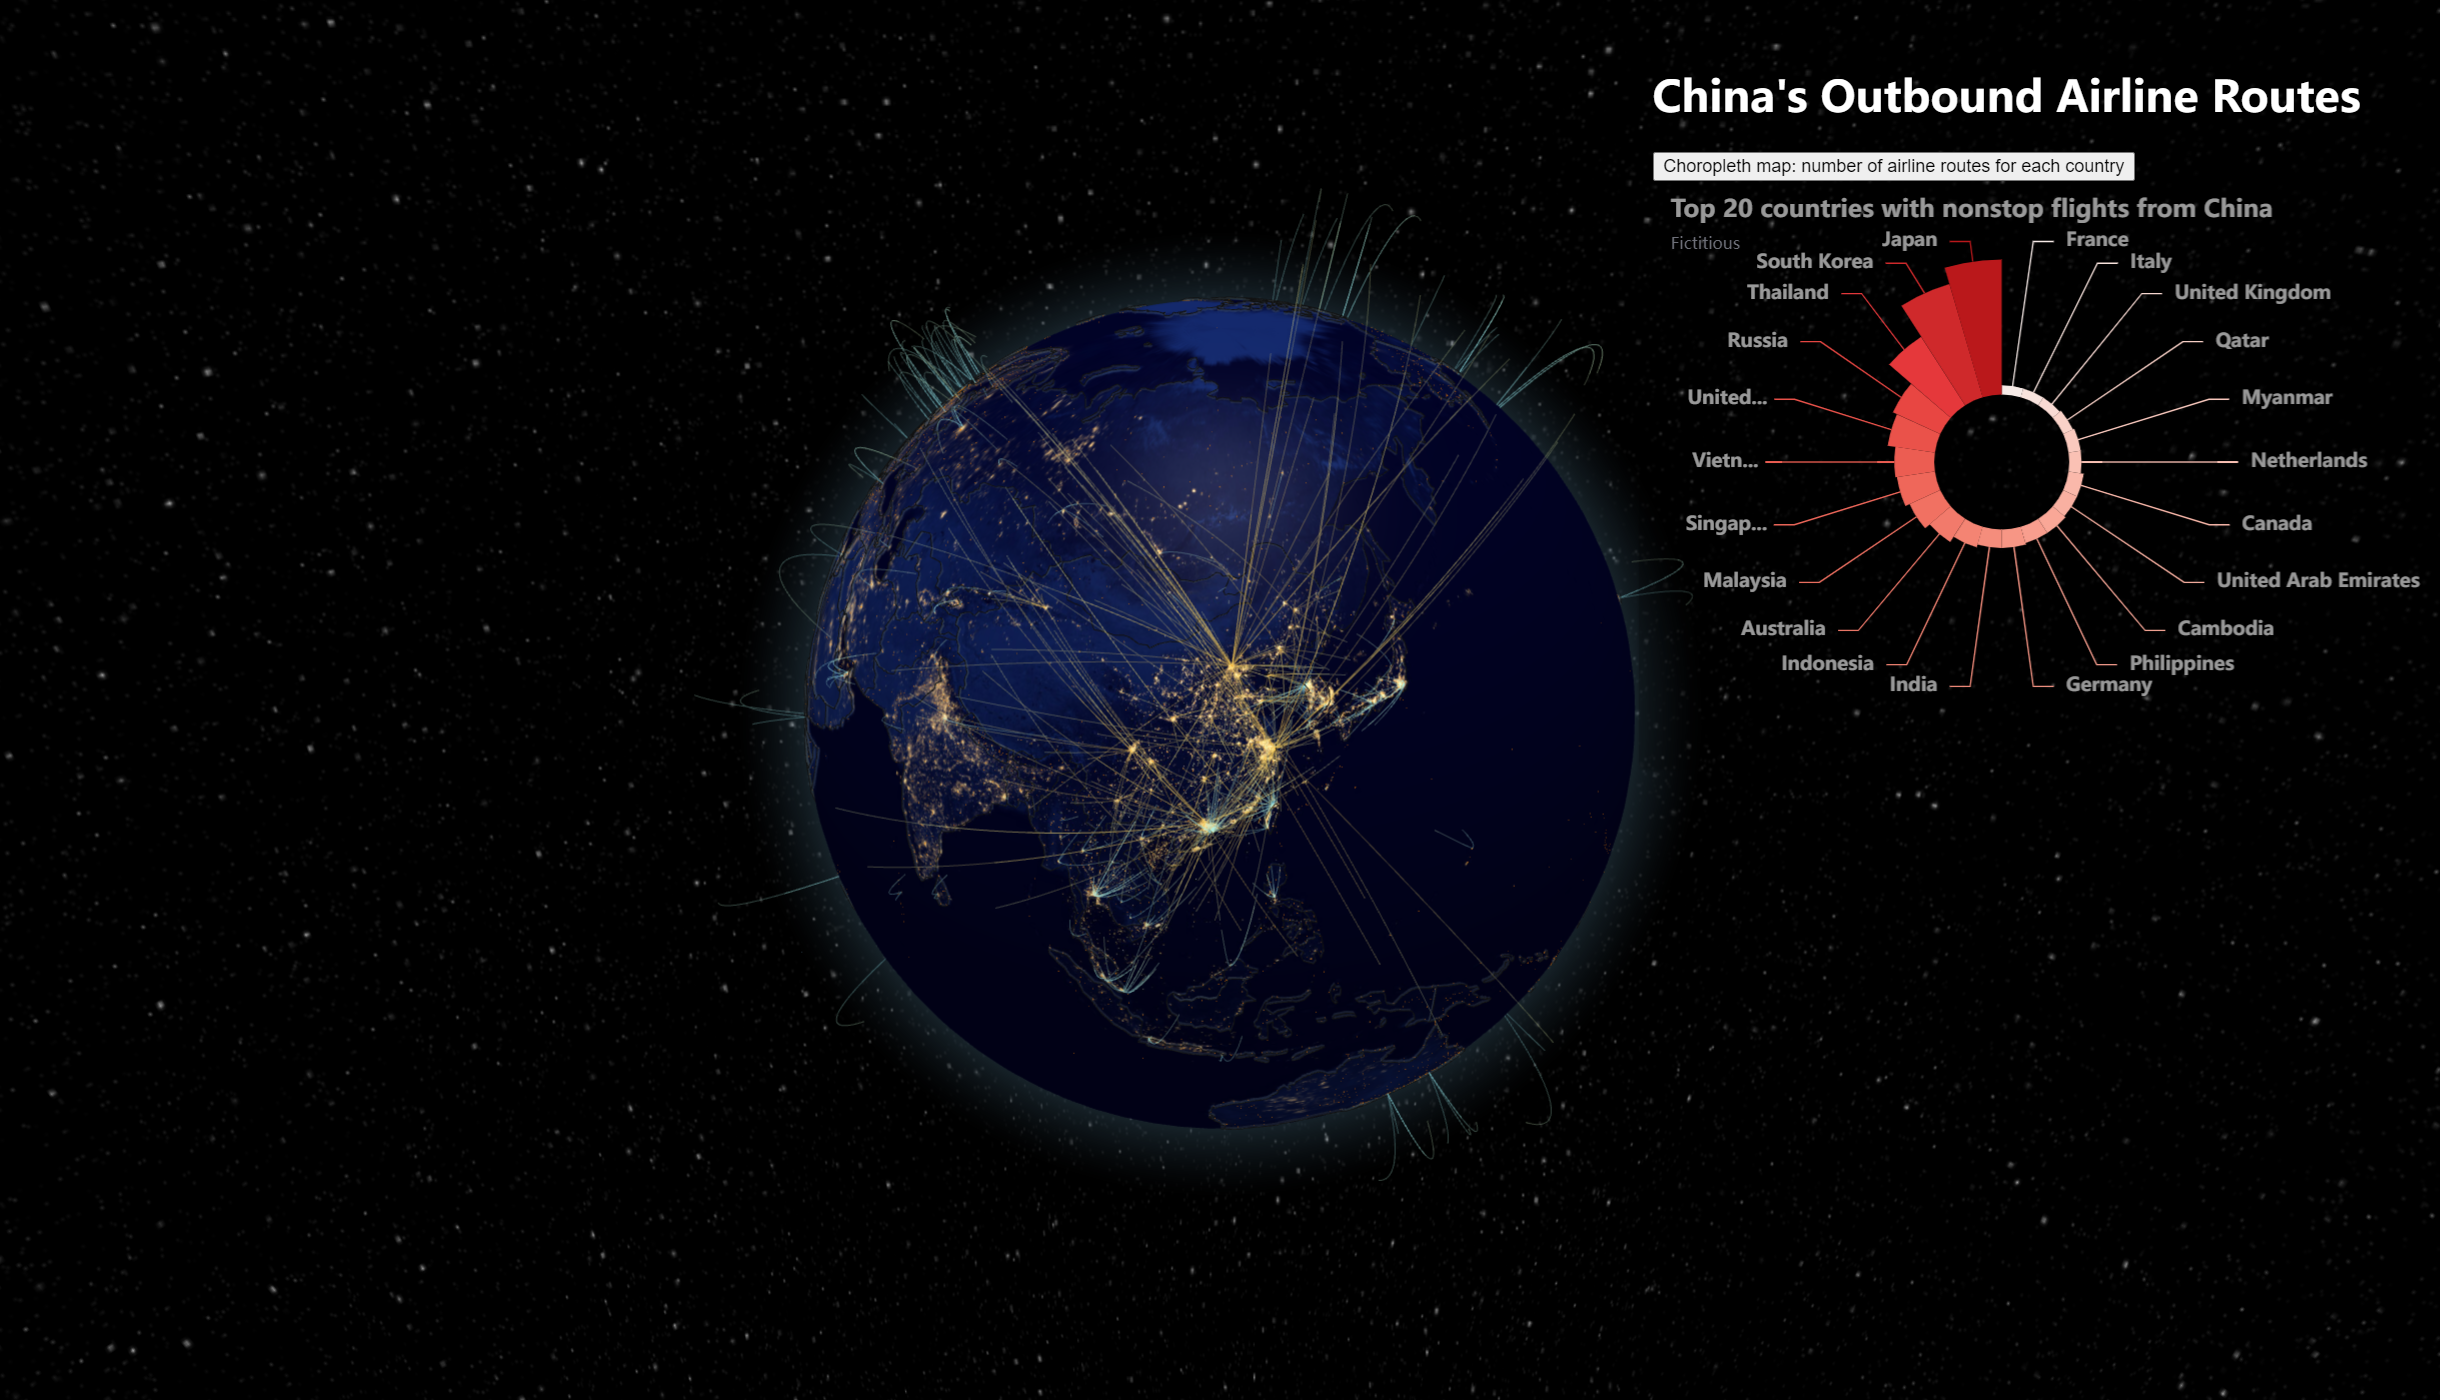 China's Outbound Airline Routes
Choropleth map: number of airline routes for each country
Top 20 countries with nonstop flights from China
Fictitious
Japan
France
South Korea
Italy
Thailand
United Kingdom
Russia
Qatar
United...
Myanmar
Vietn...
Netherlands
Singap...
Canada
Malaysia
United Arab Emirates
Australia
Cambodia
Indonesia
Philippines
India
Germany